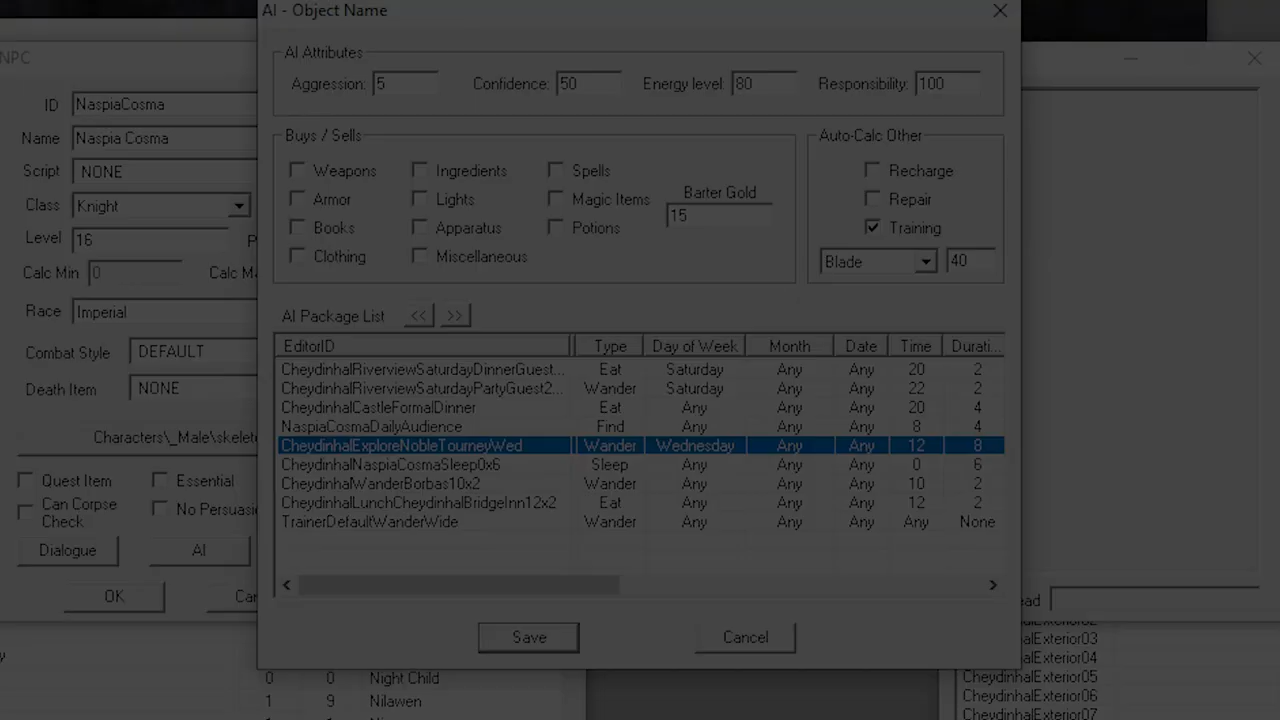 AI - Object Name
NPC
AI Attributes
Aggression: 5 Confidence: 50 Energy level: 80 Responsibility: 100
ID NaspiaCosma
Name Naspia Cosma
Script NONE
Class Knight
Level 16
Calc Min 0 Calc
Race Imperial
Combat Style DEFAULT
Death Item NONE
Characters\_Male\skelet
Quest Item Essential
Can Corpse Check No Persuasi
Dialogue AI
OK
Buys / Sells
Weapons Ingredients Spells
Armor Lights Magic Items
Books Apparatus Potions
Clothing Miscellaneous
Barter Gold
15
Auto-Calc Other
Recharge
Repair
Training
Blade 40
AI Package List << >>
EditorID Type Day of Week Month Date Time Durati...
CheydinhalRiverviewSaturdayDinnerGuest... Eat Saturday Any Any 20 2
CheydinhalRiverviewSaturdayPartyGuest2... Wander Saturday Any Any 22 2
CheydinhalCastleFormalDinner Eat Any Any Any 20 4
NaspiaCosmaDailyAudience Find Any Any Any 8 4
CheydinhalExploreNobleTourneyWed Wander Wednesday Any Any 12 8
CheydinhalNaspiaCosmaSleep0x6 Sleep Any Any Any 0 6
CheydinhalWanderBorbas10x2 Wander Any Any Any 10 2
CheydinhalLunchCheydinhalBridgeInn12x2 Eat Any Any Any 12 2
TrainerDefaultWanderWide Wander Any Any Any Any None
Save Cancel
0 0 Night Child
1 9 Nilawen
ead
halExterior03
halExterior04
CheydinhalExterior05
CheydinhalExterior06
CheydinhalExterior07